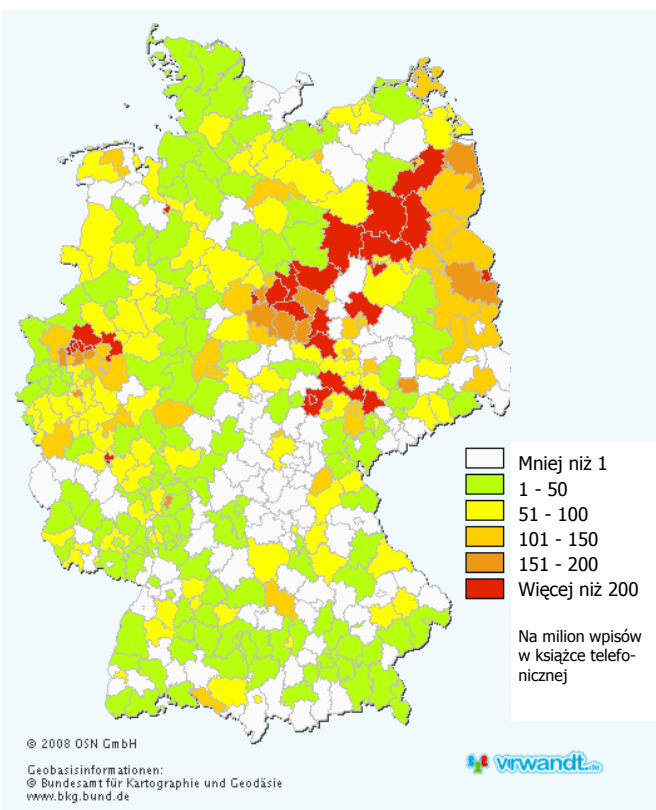 Mniej niż 1
1 - 50
51 - 100
101 - 150
151 - 200
Więcej niż 200
Na milion wpisów
w książce telefo-
nicznej
© 2008 OSN GmbH
Geobasisinformationen:
© Bundesamt für Kartographie und Geodäsie
www.bkg.bund.de
virwandt.de